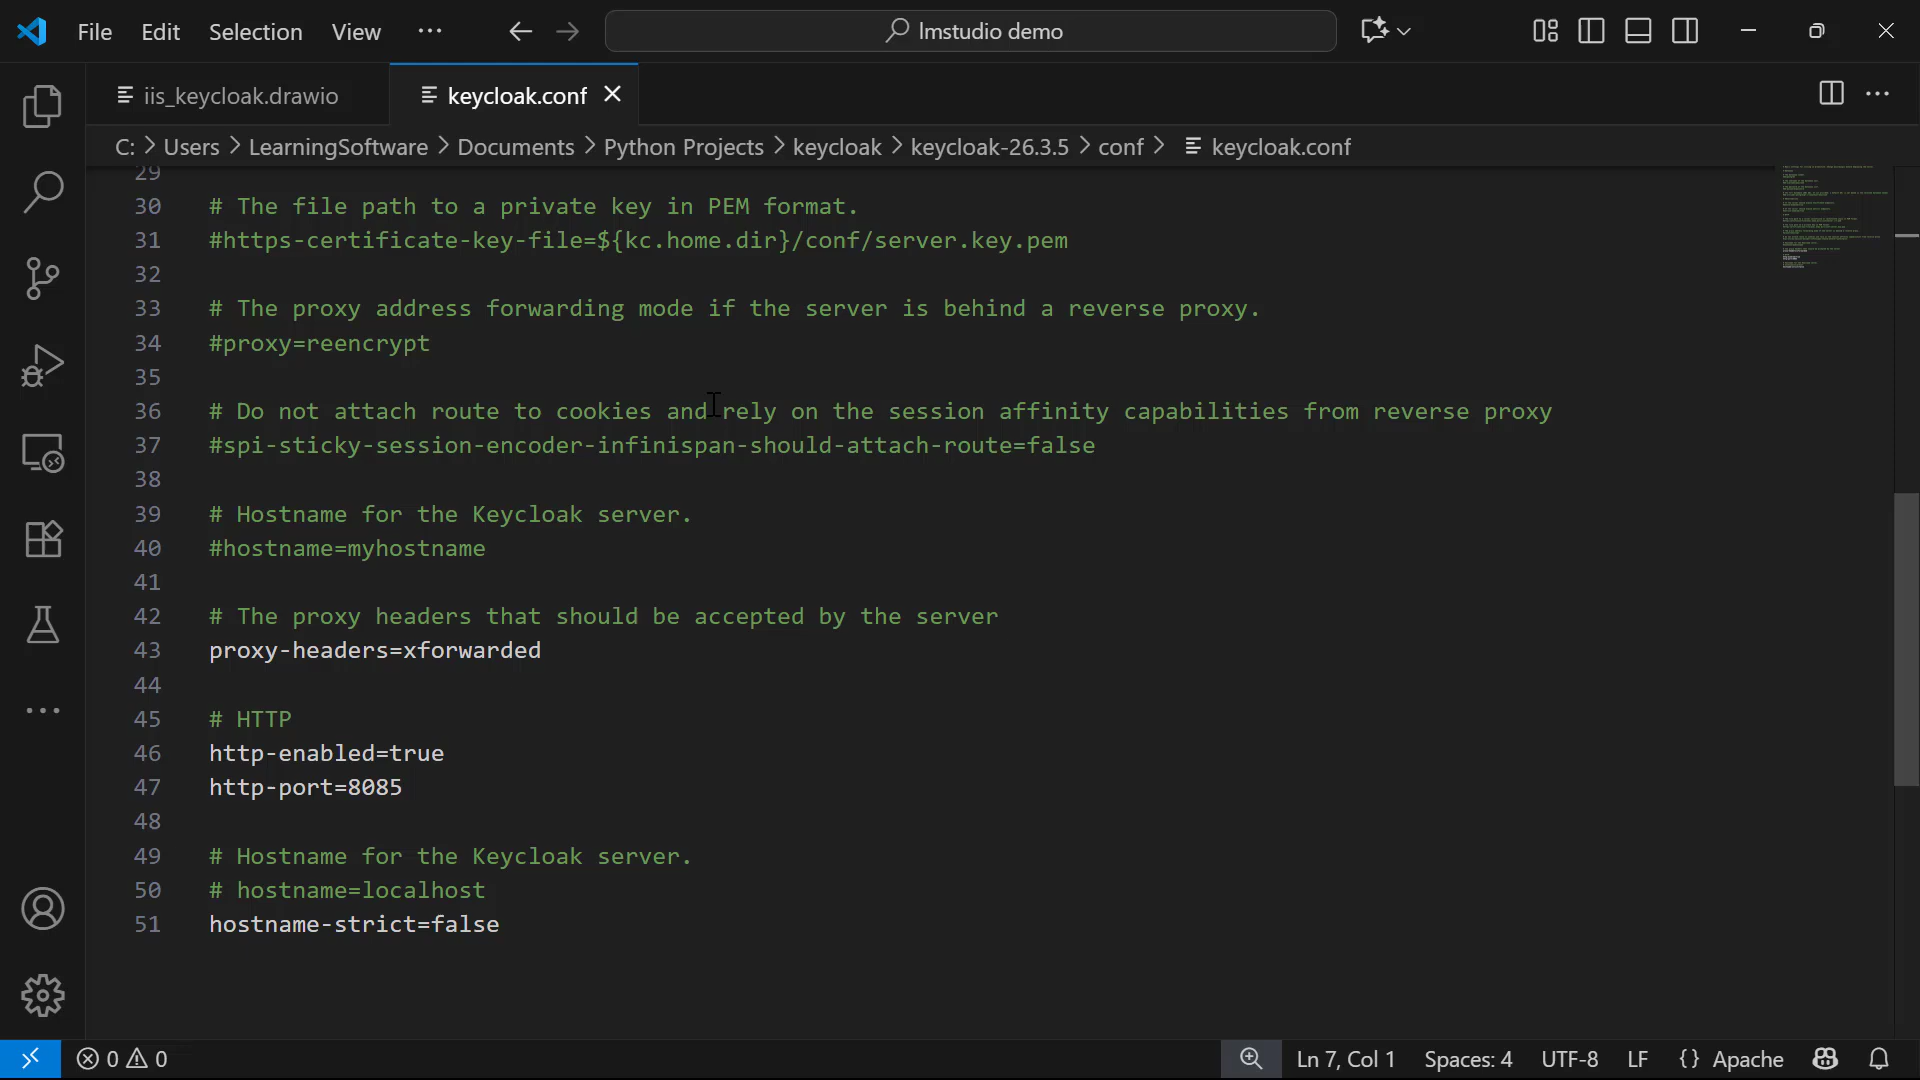 File Edit Selection View ··· lmstudio demo
iis_keycloak.drawio keycloak.conf
C: > Users > LearningSoftware > Documents > Python Projects > keycloak > keycloak-26.3.5 > conf > keycloak.conf
29
30 # The file path to a private key in PEM format.
31 #https-certificate-key-file=${kc.home.dir}/conf/server.key.pem
32
33 # The proxy address forwarding mode if the server is behind a reverse proxy.
34 #proxy=reencrypt
35
36 # Do not attach route to cookies and rely on the session affinity capabilities from reverse proxy
37 #spi-sticky-session-encoder-infinispan-should-attach-route=false
38
39 # Hostname for the Keycloak server.
40 #hostname=myhostname
41
42 # The proxy headers that should be accepted by the server
43 proxy-headers=xforwarded
44
45 # HTTP
46 http-enabled=true
47 http-port=8085
48
49 # Hostname for the Keycloak server.
50 # hostname=localhost
51 hostname-strict=false
0 0 Ln 7, Col 1 Spaces: 4 UTF-8 LF {} Apache